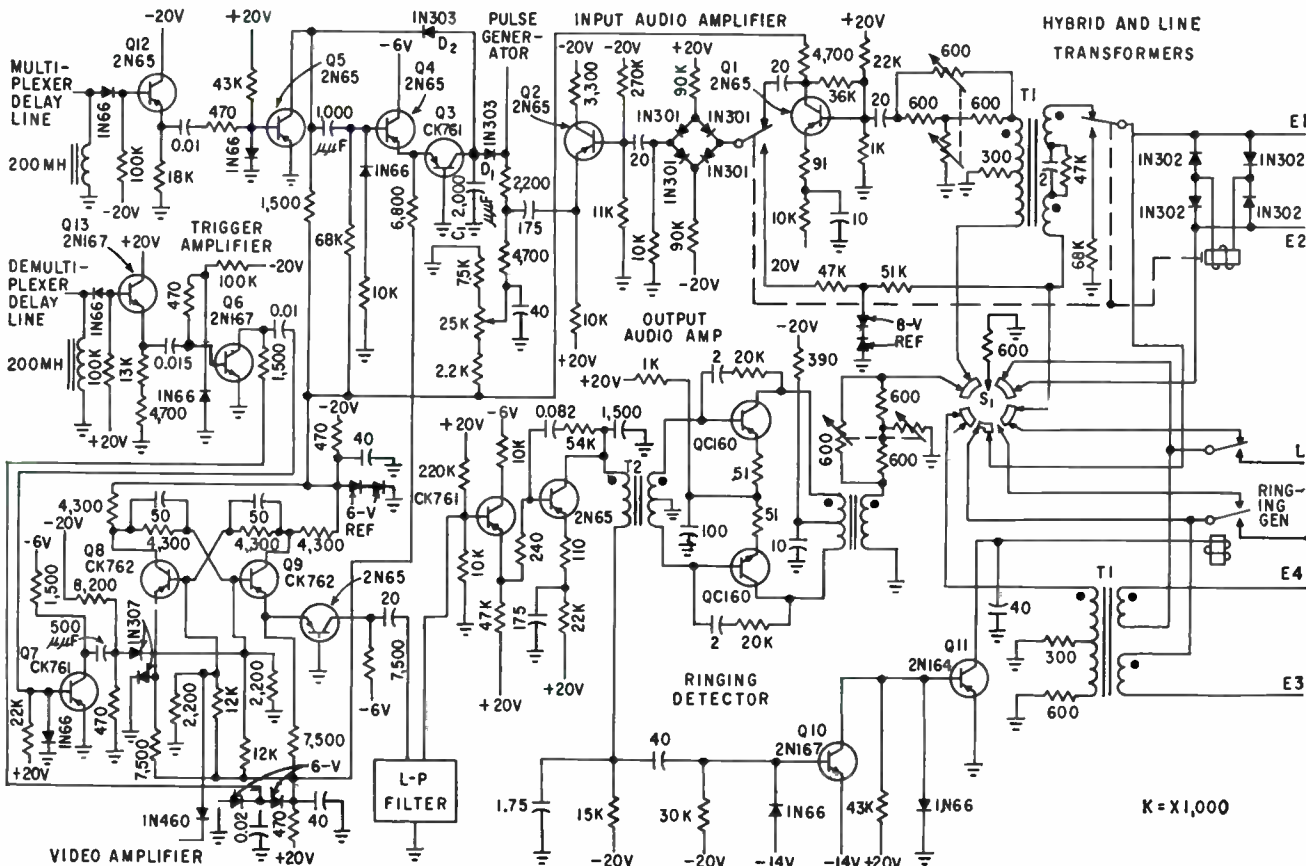 -20V
Q12
2N65
MULTI-
PLEXER
DELAY
LINE
1N66
200MH
100K
-20V
18K
0.01
470
+20V
43K
1N66
Q5
2N65
1N303
D2
1,000
μμF
1,500
-6V
Q4
2N65
Q3
CK761
1N66
68K
10K
6,800
PULSE
GENER-
ATOR
1N303
D1
C1 2,000
μμF
2,200
175
4,700
40
75K
25K
2.2K
INPUT AUDIO AMPLIFIER
-20V
3,300
Q2
2N65
-20V
270K
11K
20
10K
+20V
10K
+20V
90K
1N301
1N301
1N301
1N301
90K
-20V
Q1
2N65
+20V
4,700
20
36K
22K
20
1K
91
10K
10
20V
600
600
600
300
T1
2
47K
68K
HYBRID AND LINE
TRANSFORMERS
E1
1N302
1N302
1N302
1N302
E2
47K
51K
8-V
REF
600
S1
Q13
2N167
+20V
DEMULTI-
PLEXER
DELAY
LINE
1N66
200MH
100K
13K
4,700
+20V
TRIGGER
AMPLIFIER
-20V
100K
470
Q6
2N167
0.015
1N66
0.01
1,500
OUTPUT
AUDIO AMP
1K
+20V
-20V
390
2
20K
QC160
51
51
QC160
2
20K
100
10
600
600
600
L
RING-
ING
GEN
-20V
470
40
6-V
REF
4,300
50
4,300
50
4,300
4,300
-20V
-6V
1,500
8,200
Q8
CK762
Q9
CK762
2N65
20
7,500
-6V
500
μμF
1N307
Q7
CK761
22K
+20V
1N66
470
7,500
2,200
12K
2,200
12K
7,500
6-V
1N460
0.02
470
40
+20V
VIDEO AMPLIFIER
L-P
FILTER
+20V
220K
CK761
10K
-6V
10K
47K
+20V
0.082
54K
1,500
240
2N65
110
175
22K
+20V
T2
RINGING
DETECTOR
1.75
15K
-20V
40
30K
-20V
1N66
-14V
Q10
2N167
-14V
43K
+20V
1N66
Q11
2N164
40
300
600
T1
E4
E3
K=X1,000